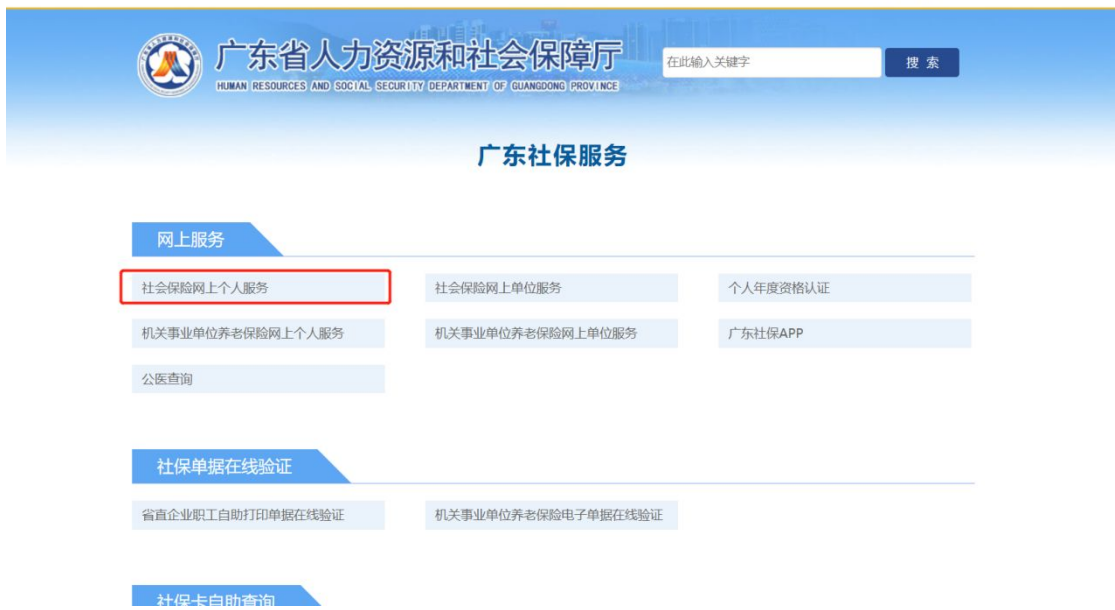 广东省人力资源和社会保障厅
HUMAN RESOURCES AND SOCIAL SECURITY DEPARTMENT OF GUANGDONG PROVINCE
在此输入关键字
搜 索
广东社保服务
网上服务
社会保险网上个人服务
社会保险网上单位服务
个人年度资格认证
机关事业单位养老保险网上个人服务
机关事业单位养老保险网上单位服务
广东社保APP
公医查询
社保单据在线验证
省直企业职工自助打印单据在线验证
机关事业单位养老保险电子单据在线验证
社保卡自助查询